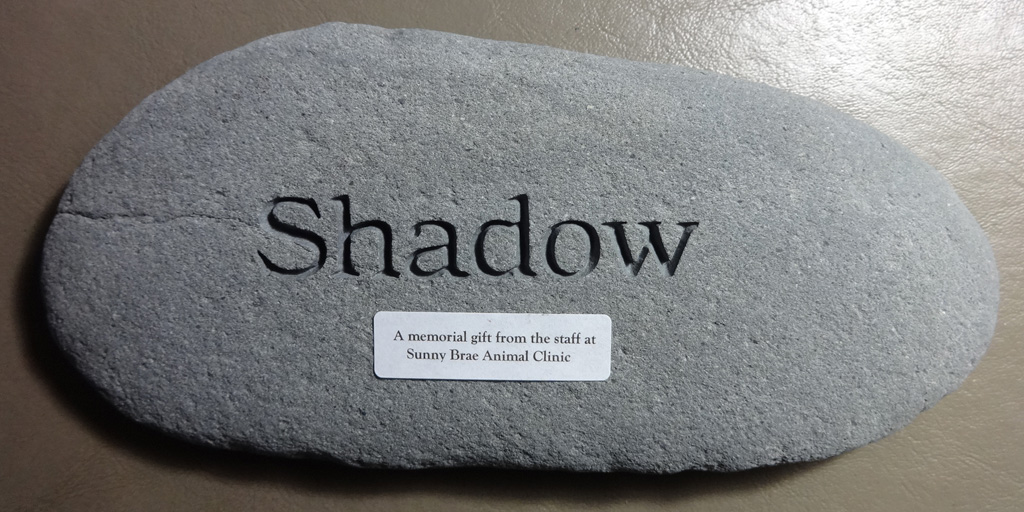 Shadow
A memorial gift from the staff at
Sunny Brae Animal Clinic